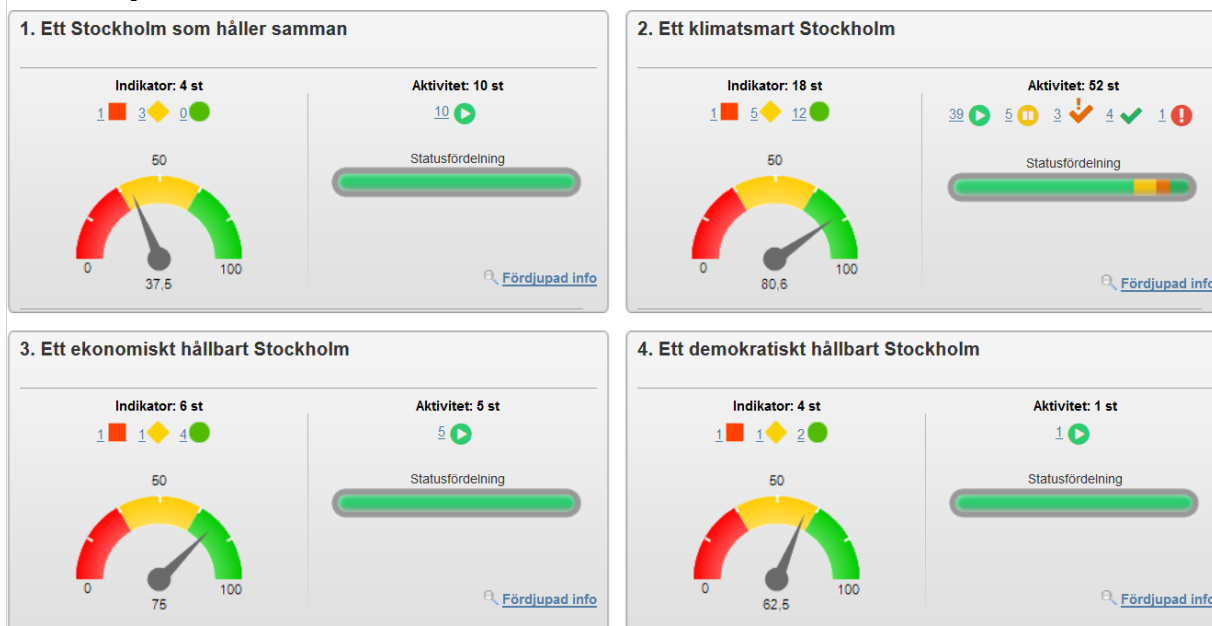 1. Ett Stockholm som håller samman
Indikator: 4 st
Aktivitet: 10 st
1 3 0
10
50
Statusfördelning
0 100
37,5
Fördjupad info
2. Ett klimatsmart Stockholm
Indikator: 18 st
Aktivitet: 52 st
1 5 12
39 5 3 4 1
50
Statusfördelning
0 100
80,6
Fördjupad info
3. Ett ekonomiskt hållbart Stockholm
Indikator: 6 st
Aktivitet: 5 st
1 1 4
5
50
Statusfördelning
0 100
75
Fördjupad info
4. Ett demokratiskt hållbart Stockholm
Indikator: 4 st
Aktivitet: 1 st
1 1 2
1
50
Statusfördelning
0 100
62,5
Fördjupad info